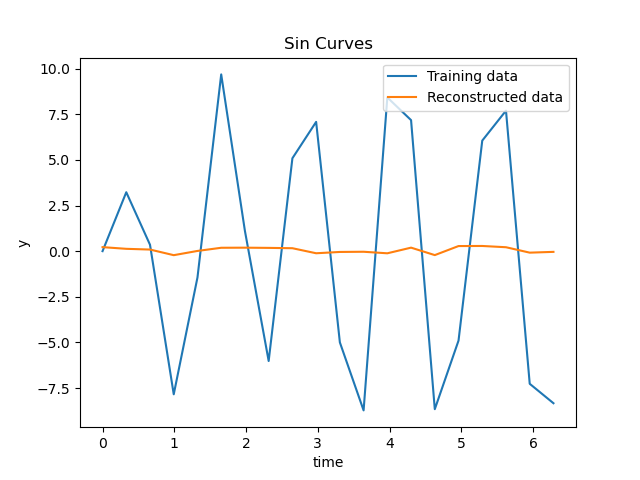 Sin Curves
Training data
Reconstructed data
10.0
7.5
5.0
2.5
0.0
−2.5
−5.0
−7.5
y
0 1 2 3 4 5 6
time